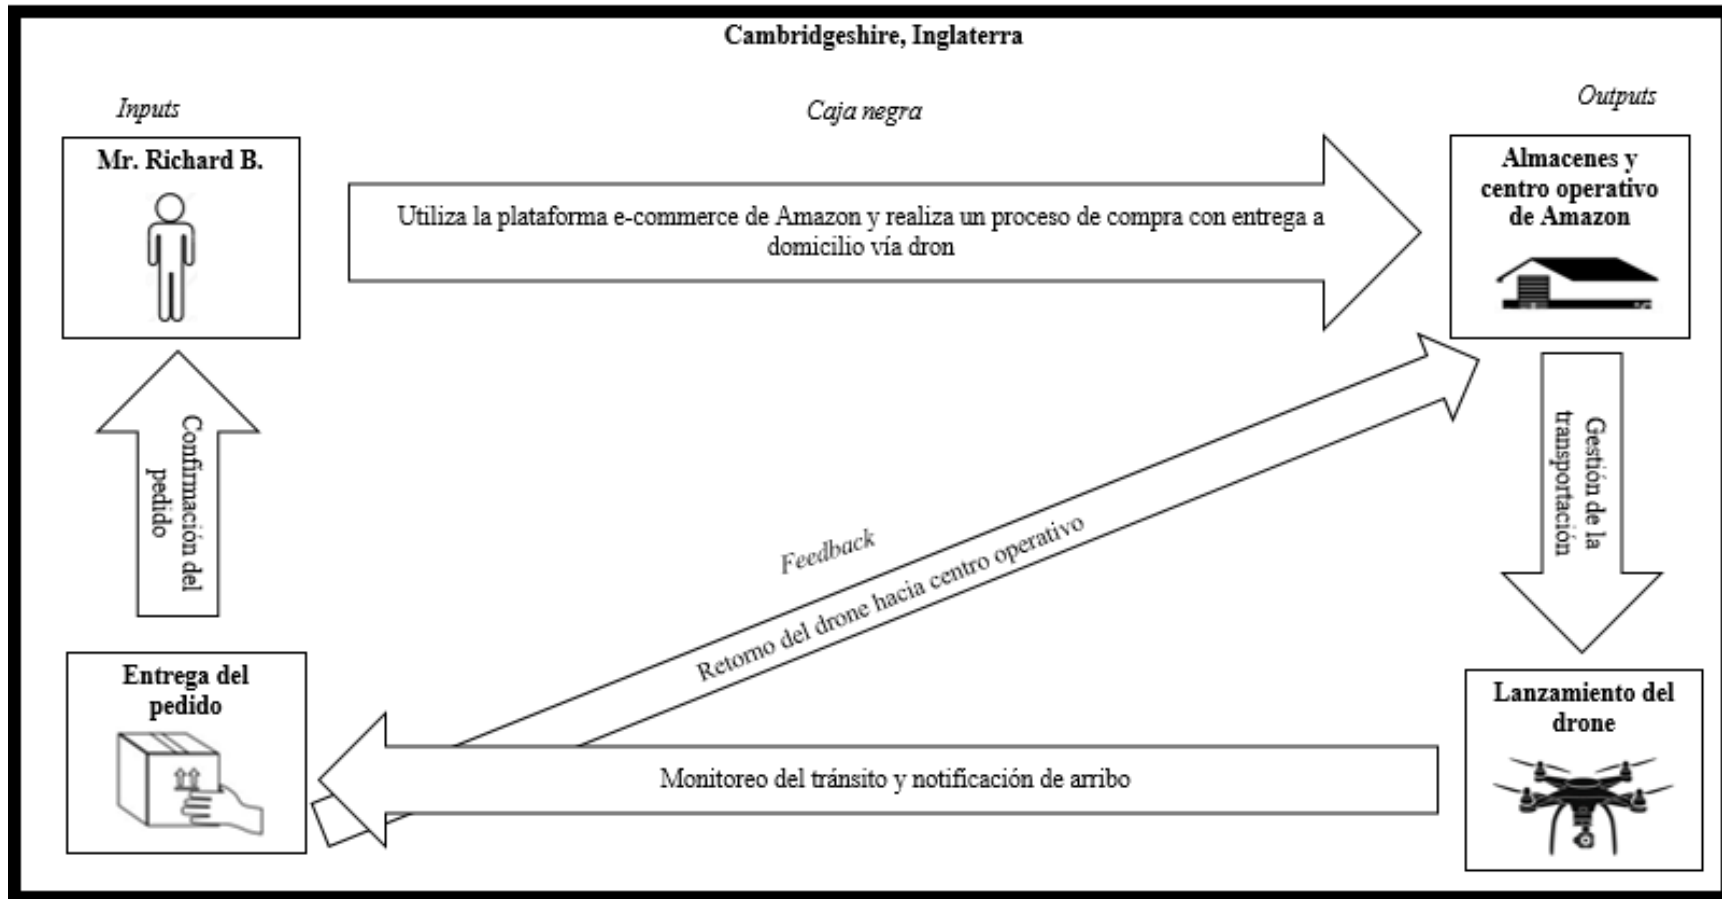 Cambridgeshire, Inglaterra
Inputs
Caja negra
Outputs
Mr. Richard B.
Utiliza la plataforma e-commerce de Amazon y realiza un proceso de compra con entrega a
domicilio vía dron
Almacenes y
centro operativo
de Amazon
Confirmación del
pedido
Feedback
Retorno del drone hacia centro operativo
Gestión de la
transportación
Entrega del
pedido
Monitoreo del tránsito y notificación de arribo
Lanzamiento del
drone